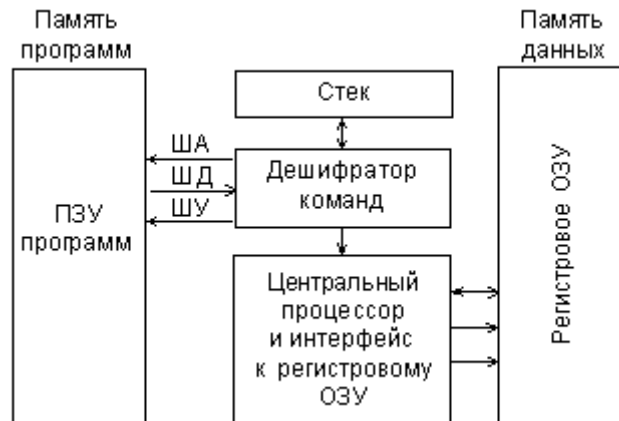 Память
программ
Память
данных
Стек
ША
ШД
ШУ
Дешифратор
команд
ПЗУ
программ
Центральный
процессор
и интерфейс
к регистровому
ОЗУ
Регистровое ОЗУ